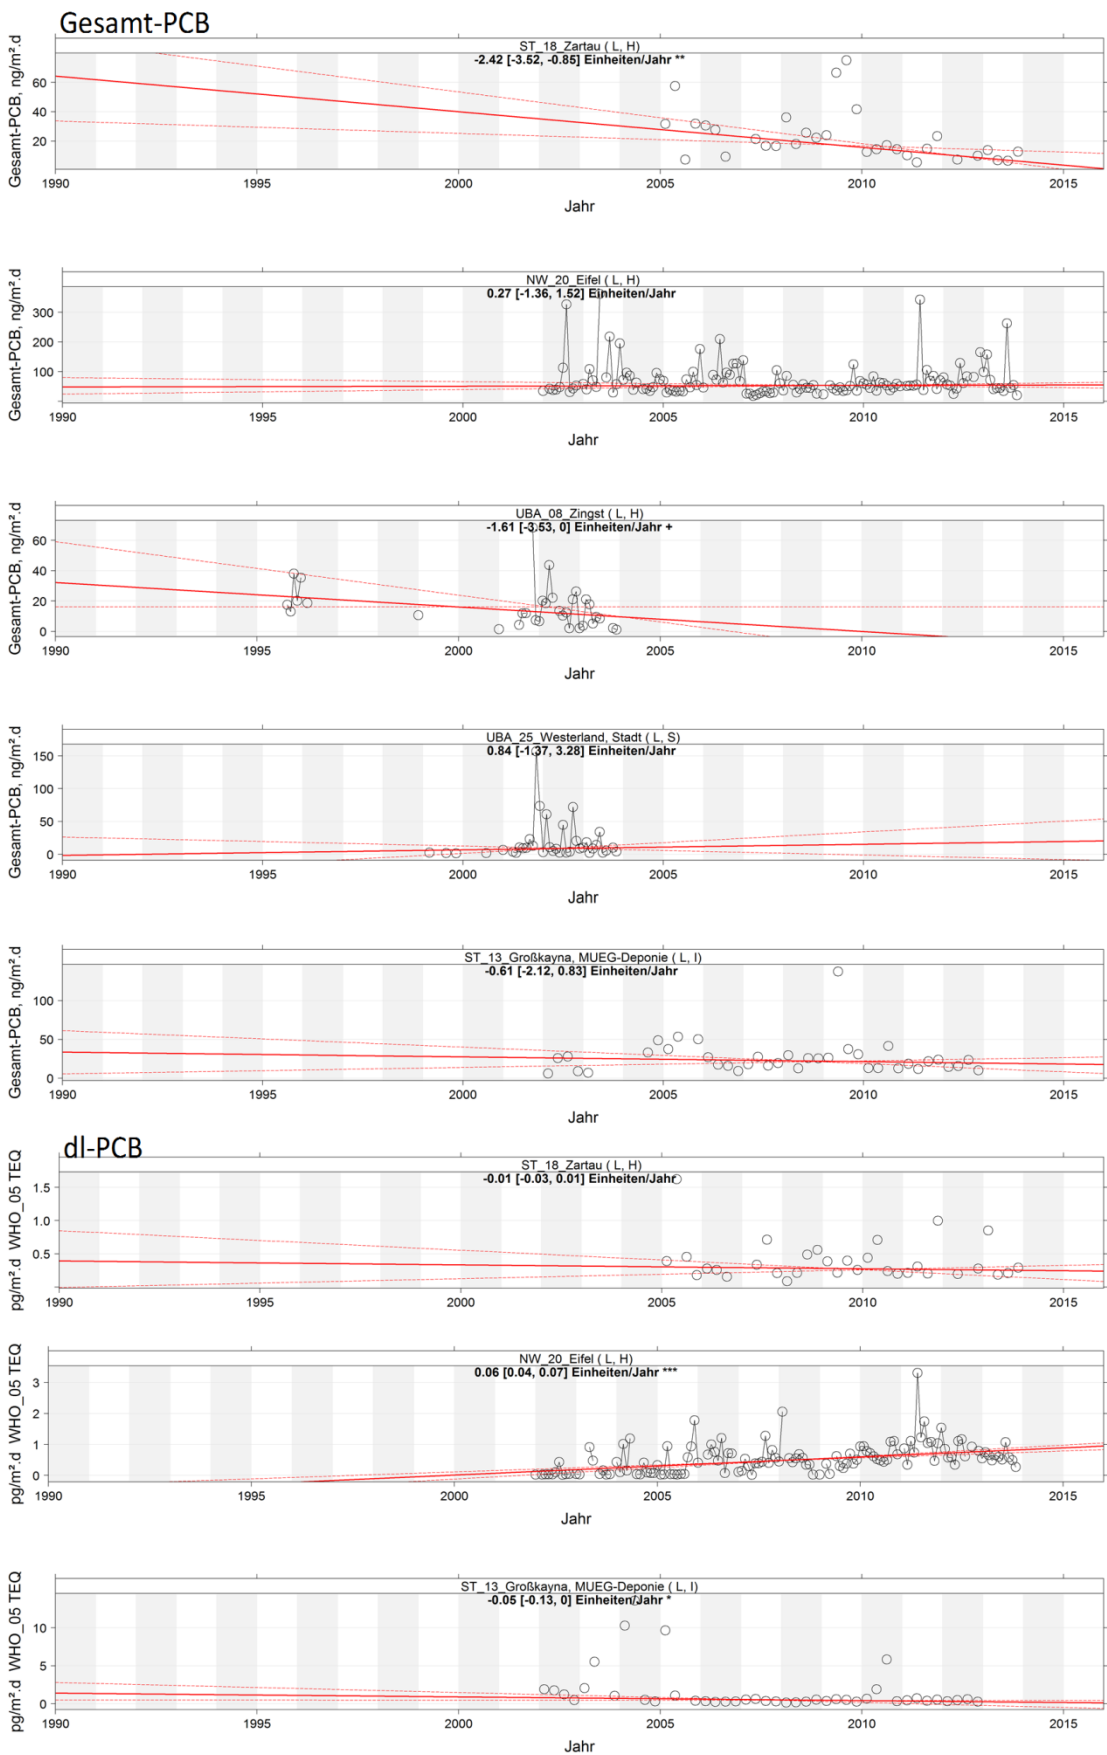 Gesamt-PCB
ST_18_Zartau ( L, H)
-2.42 [-3.52, -0.85] Einheiten/Jahr **
Gesamt-PCB, ng/m².d
60
40
20
1990 1995 2000 2005 2010 2015
Jahr
NW_20_Eifel ( L, H)
0.27 [-1.36, 1.52] Einheiten/Jahr
Gesamt-PCB, ng/m².d
300
200
100
0
1990 1995 2000 2005 2010 2015
Jahr
UBA_08_Zingst ( L, H)
-1.61 [-3.53, 0] Einheiten/Jahr +
Gesamt-PCB, ng/m².d
60
40
20
0
1990 1995 2000 2005 2010 2015
Jahr
UBA_25_Westerland, Stadt ( L, S)
0.84 [-1.37, 3.28] Einheiten/Jahr
Gesamt-PCB, ng/m².d
150
100
50
0
1990 1995 2000 2005 2010 2015
Jahr
ST_13_Großkayna, MUEG-Deponie ( L, I)
-0.61 [-2.12, 0.83] Einheiten/Jahr
Gesamt-PCB, ng/m².d
100
50
0
1990 1995 2000 2005 2010 2015
Jahr
dl-PCB
ST_18_Zartau ( L, H)
-0.01 [-0.03, 0.01] Einheiten/Jahr
pg/m².d WHO_05 TEQ
1.5
1.0
0.5
1990 1995 2000 2005 2010 2015
Jahr
NW_20_Eifel ( L, H)
0.06 [0.04, 0.07] Einheiten/Jahr ***
pg/m².d WHO_05 TEQ
3
2
1
0
1990 1995 2000 2005 2010 2015
Jahr
ST_13_Großkayna, MUEG-Deponie ( L, I)
-0.05 [-0.13, 0] Einheiten/Jahr *
pg/m².d WHO_05 TEQ
10
5
0
1990 1995 2000 2005 2010 2015
Jahr